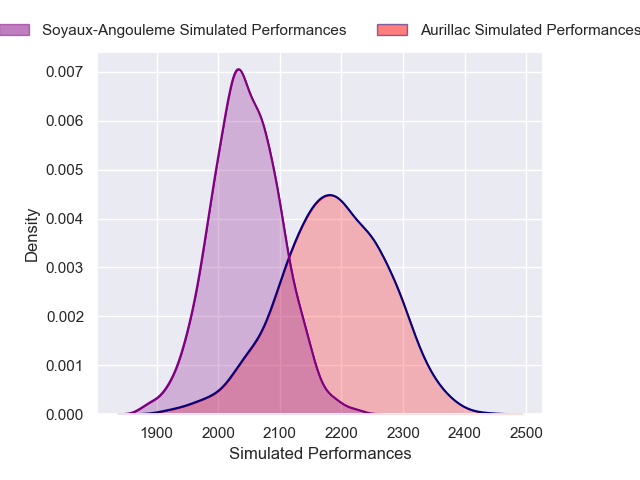 Soyaux-Angouleme Simulated Performances Aurillac Simulated Performances
0.007
0.006
0.005
0.004
0.003
0.002
0.001
0.000
Density
1900 2000 2100 2200 2300 2400 2500
Simulated Performances